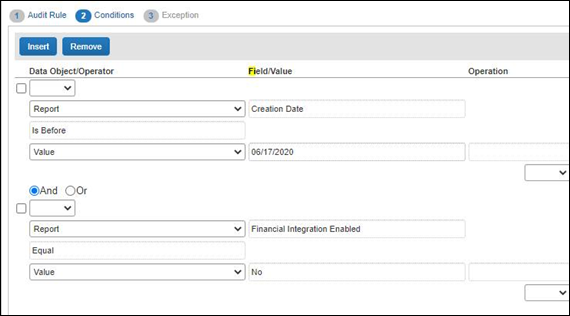 1 Audit Rule 2 Conditions 3 Exception
Insert Remove
Data Object/Operator Field/Value Operation
Report Creation Date
Is Before
Value 06/17/2020
And Or
Report Financial Integration Enabled
Equal
Value No